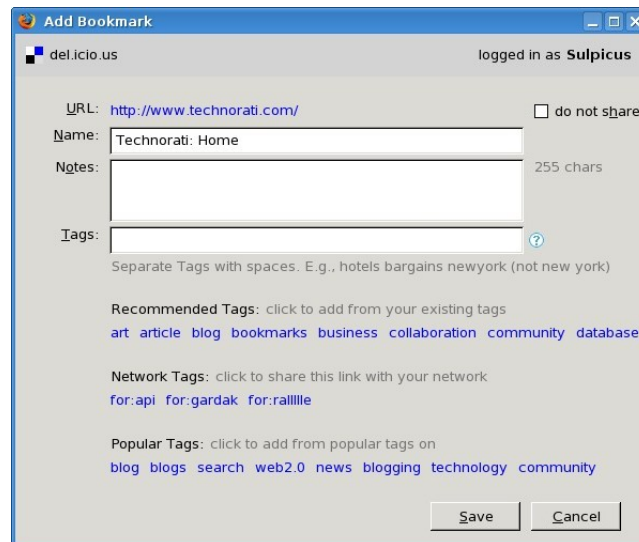 Add Bookmark
del.icio.us logged in as Sulpicus
URL: http://www.technorati.com/ do not share
Name: Technorati: Home
Notes: 255 chars
Tags: ?
Separate Tags with spaces. E.g., hotels bargains newyork (not new york)
Recommended Tags: click to add from your existing tags
art article blog bookmarks business collaboration community database
Network Tags: click to share this link with your network
for:api for:gardak for:rallllle
Popular Tags: click to add from popular tags on
blog blogs search web2.0 news blogging technology community
Save Cancel